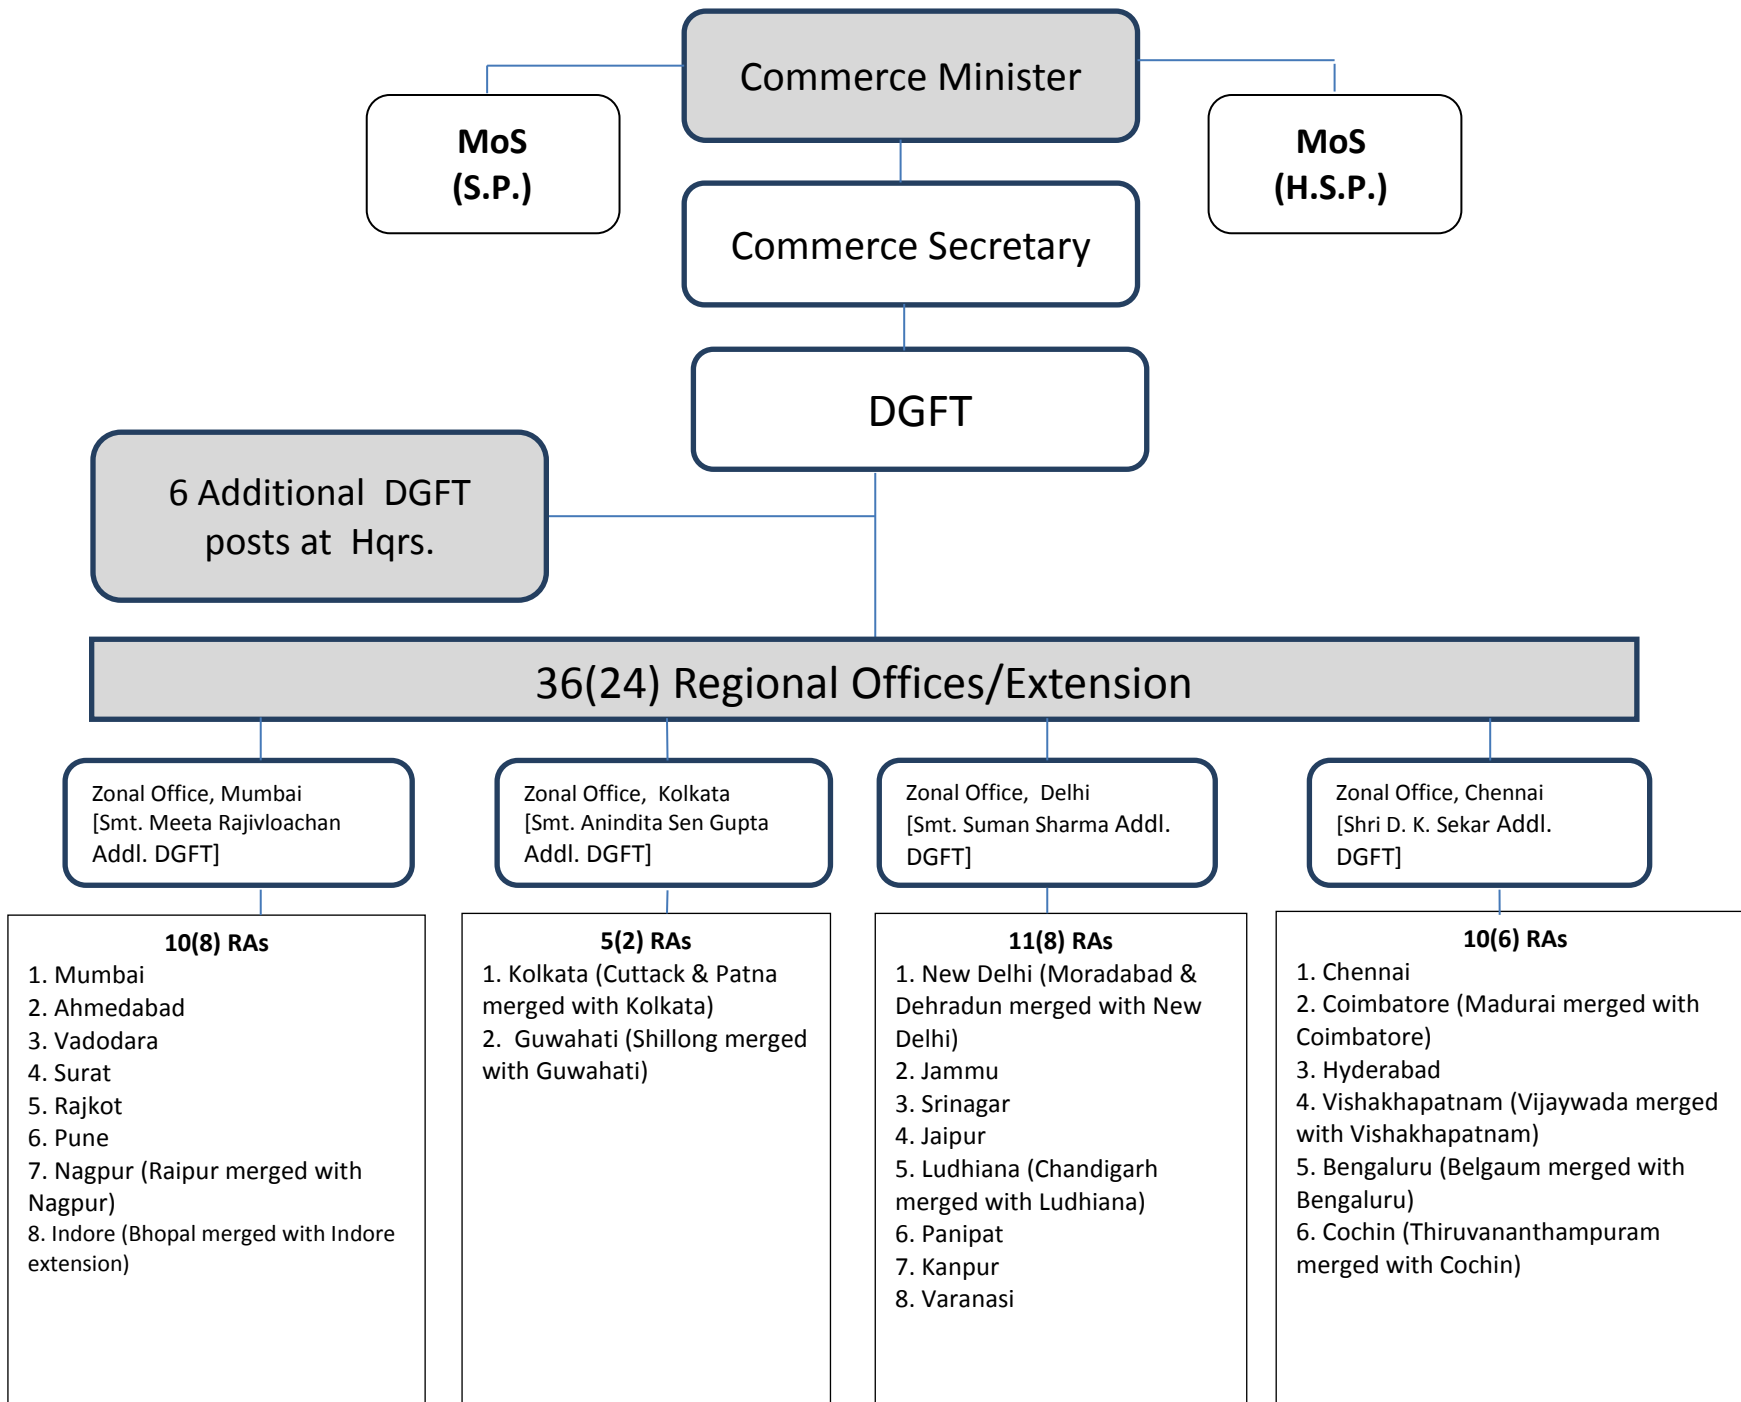 Commerce Minister
MoS
(S.P.)
MoS
(H.S.P.)
Commerce Secretary
DGFT
6 Additional DGFT
posts at Hqrs.
36(24) Regional Offices/Extension
Zonal Office, Mumbai
[Smt. Meeta Rajivloachan
Addl. DGFT]
Zonal Office, Kolkata
[Smt. Anindita Sen Gupta
Addl. DGFT]
Zonal Office, Delhi
[Smt. Suman Sharma Addl.
DGFT]
Zonal Office, Chennai
[Shri D. K. Sekar Addl.
DGFT]
10(8) RAs
1. Mumbai
2. Ahmedabad
3. Vadodara
4. Surat
5. Rajkot
6. Pune
7. Nagpur (Raipur merged with
Nagpur)
8. Indore (Bhopal merged with Indore
extension)
5(2) RAs
1. Kolkata (Cuttack & Patna
merged with Kolkata)
2. Guwahati (Shillong merged
with Guwahati)
11(8) RAs
1. New Delhi (Moradabad &
Dehradun merged with New
Delhi)
2. Jammu
3. Srinagar
4. Jaipur
5. Ludhiana (Chandigarh
merged with Ludhiana)
6. Panipat
7. Kanpur
8. Varanasi
10(6) RAs
1. Chennai
2. Coimbatore (Madurai merged with
Coimbatore)
3. Hyderabad
4. Vishakhapatnam (Vijaywada merged
with Vishakhapatnam)
5. Bengaluru (Belgaum merged with
Bengaluru)
6. Cochin (Thiruvananthampuram
merged with Cochin)